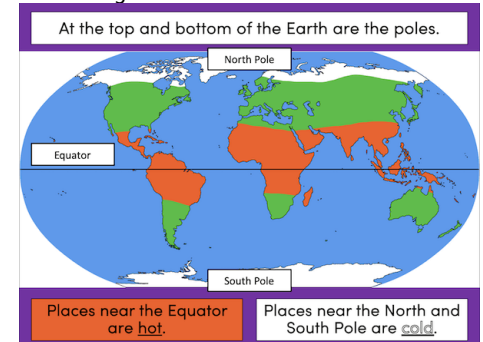 At the top and bottom of the Earth are the poles.
North Pole
Equator
South Pole
Places near the Equator
are hot.
Places near the North and
South Pole are cold.